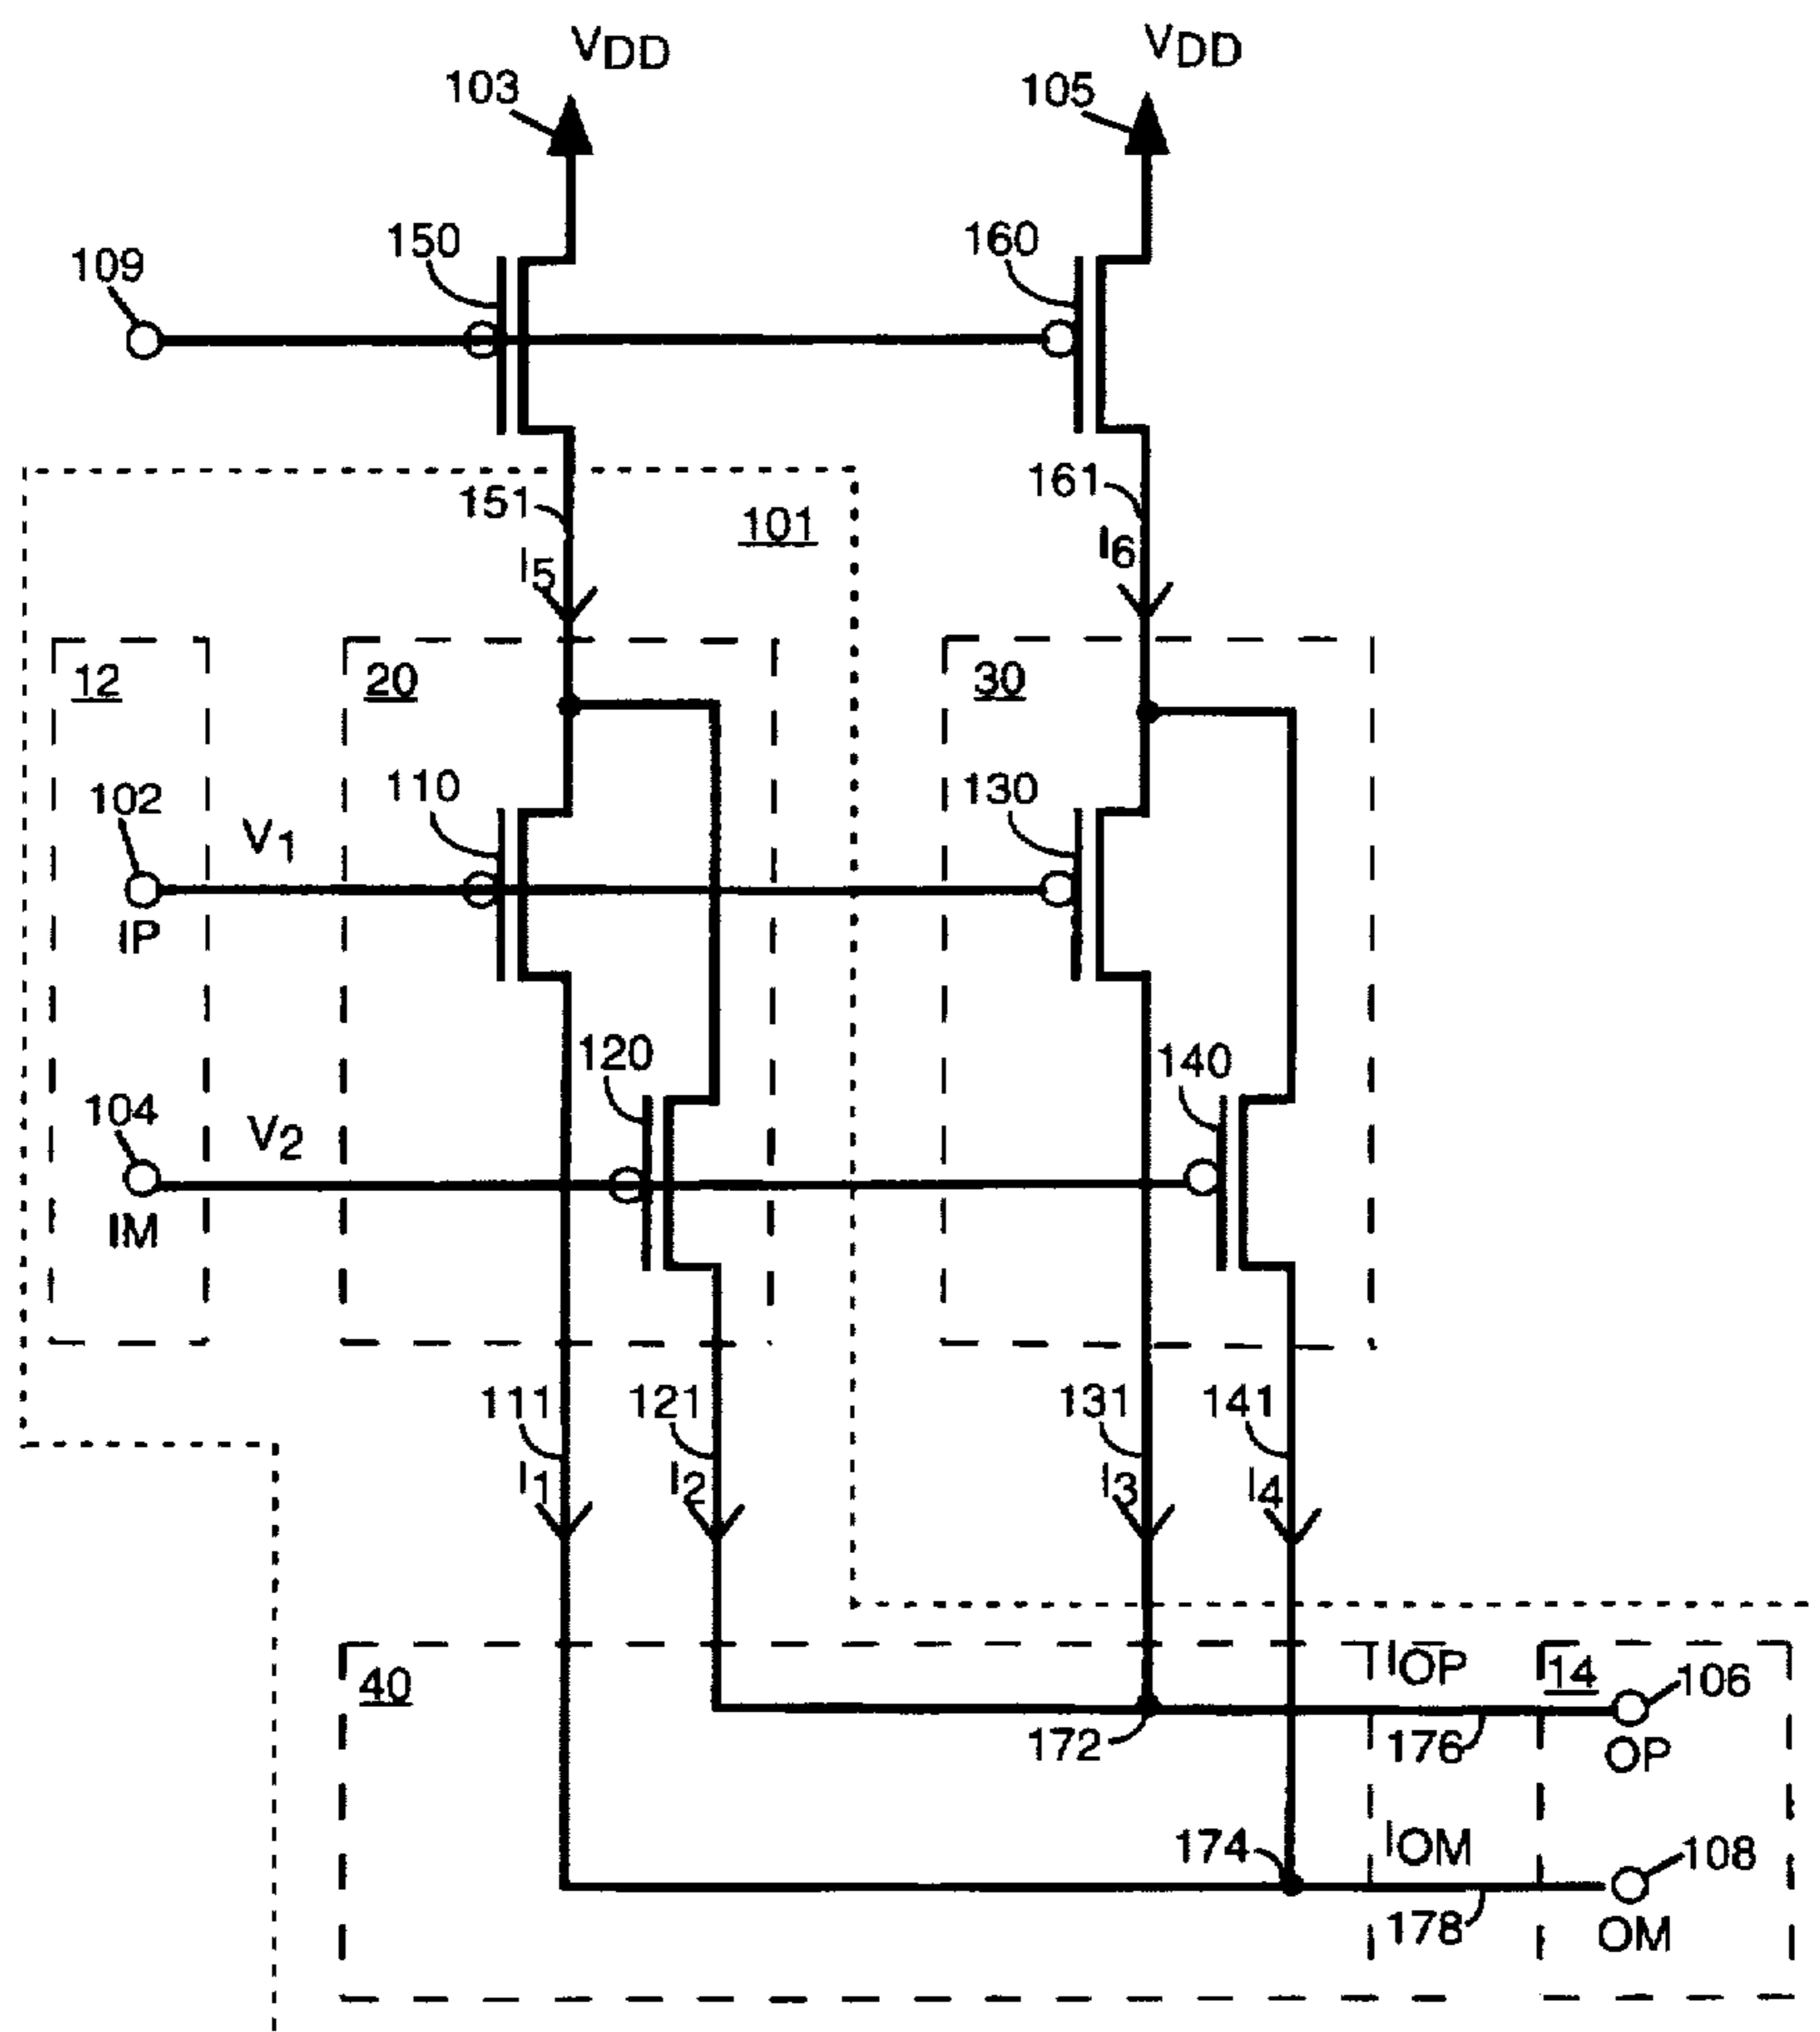 VDD VDD
103 105
150 160
109
151 161
101
I5 I6
12 20 30
102 V1 110 130
IP
120 140
104 V2
IM
111 121 131 141
I1 I2 I3 I4
40 IOP 14 106
172 176 OP
174 IOM 108
178 OM